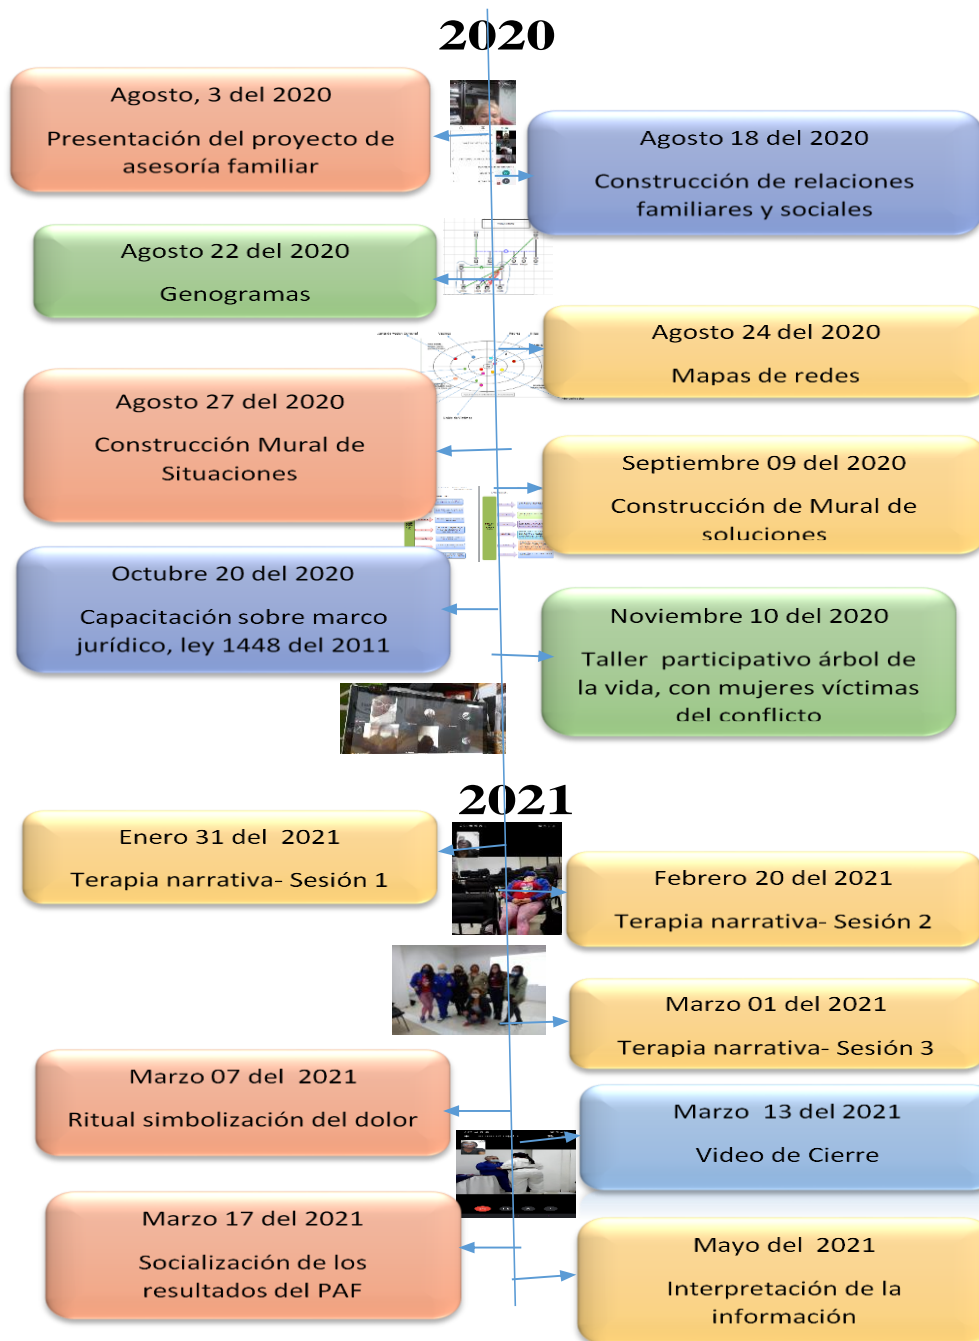 2020
Agosto, 3 del 2020
Presentación del proyecto de
asesoría familiar
Agosto 18 del 2020
Construcción de relaciones
familiares y sociales
Agosto 22 del 2020
Genogramas
Agosto 24 del 2020
Mapas de redes
Agosto 27 del 2020
Construcción Mural de
Situaciones
Septiembre 09 del 2020
Construcción de Mural de
soluciones
Octubre 20 del 2020
Capacitación sobre marco
jurídico, ley 1448 del 2011
Noviembre 10 del 2020
Taller participativo árbol de
la vida, con mujeres víctimas
del conflicto
2021
Enero 31 del 2021
Terapia narrativa- Sesión 1
Febrero 20 del 2021
Terapia narrativa- Sesión 2
Marzo 01 del 2021
Terapia narrativa- Sesión 3
Marzo 07 del 2021
Ritual simbolización del dolor
Marzo 13 del 2021
Video de Cierre
Marzo 17 del 2021
Socialización de los
resultados del PAF
Mayo del 2021
Interpretación de la
información